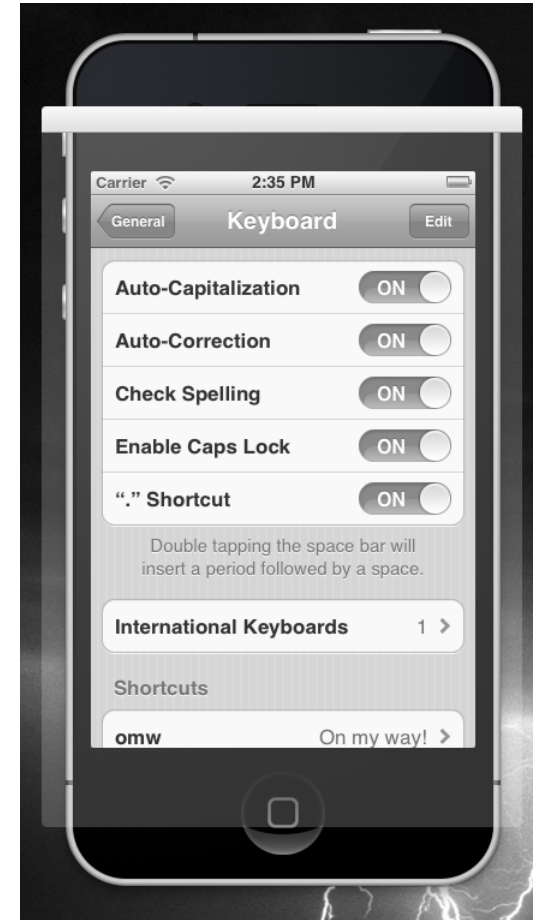 Carrier 2:35 PM
General Keyboard Edit
Auto-Capitalization ON
Auto-Correction ON
Check Spelling ON
Enable Caps Lock ON
“.” Shortcut ON
Double tapping the space bar will
insert a period followed by a space.
International Keyboards 1
Shortcuts
omw On my way!